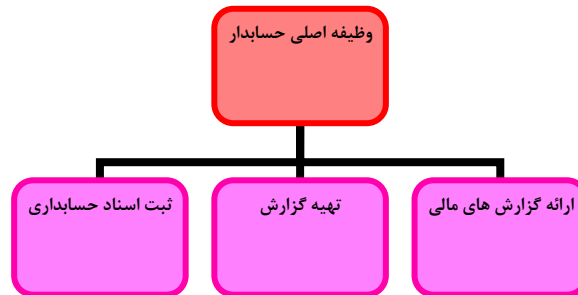 وظیفه اصلی حسابدار
ارائه گزارش های مالی
تهیه گزارش
ثبت اسناد حسابداری